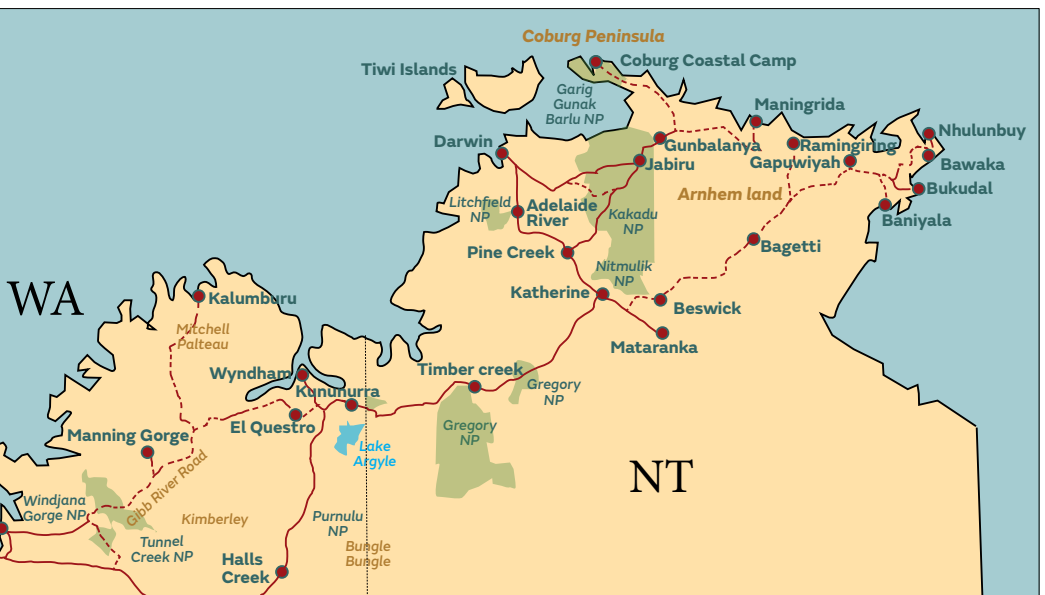 Coburg Peninsula
Coburg Coastal Camp
Tiwi Islands
Garig
Gunak
Barlu NP
Maningrida
Nhulunbuy
Darwin
Gunbalanya
Ramingiring
Jabiru
Gapuwiyah
Bawaka
Arnhem land
Bukudal
Litchfield
NP
Adelaide
River
Kakadu
NP
Baniyala
Pine Creek
Bagetti
Nitmulik
NP
WA
Kalumburu
Katherine
Beswick
Mitchell
Palteau
Mataranka
Wyndham
Timber creek
Kununurra
Gregory
NP
El Questro
Manning Gorge
Gregory
NP
Lake
Argyle
NT
Gibb River Road
Windjana
Gorge NP
Kimberley
Purnulu
NP
Tunnel
Creek NP
Bungle
Bungle
Halls
Creek